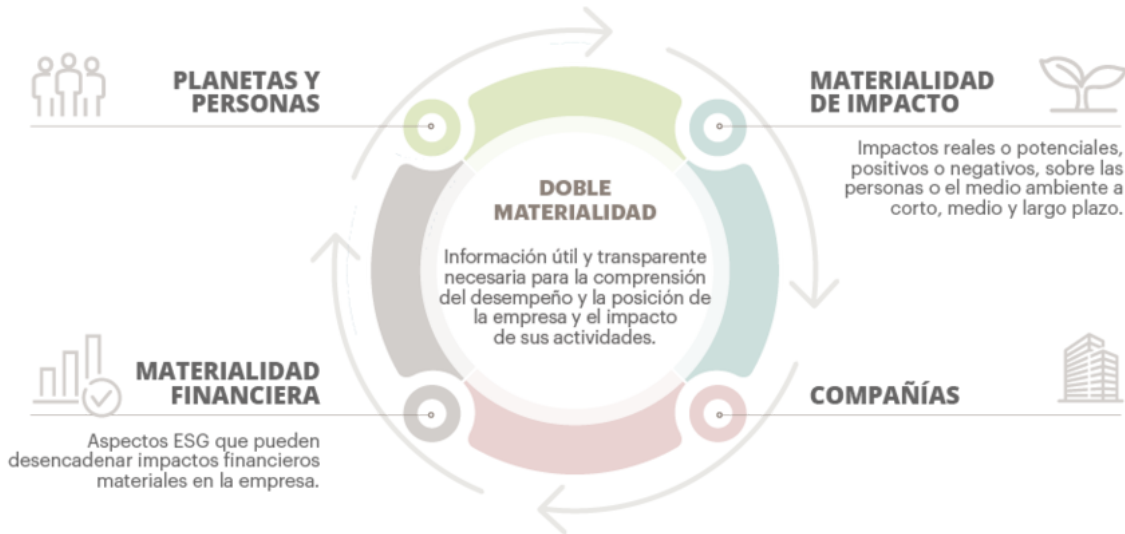 PLANETAS Y
PERSONAS
MATERIALIDAD
DE IMPACTO
Impactos reales o potenciales,
positivos o negativos, sobre las
personas o el medio ambiente a
corto, medio y largo plazo.
DOBLE
MATERIALIDAD
Información útil y transparente
necesaria para la comprensión
del desempeño y la posición de
la empresa y el impacto
de sus actividades.
MATERIALIDAD
FINANCIERA
Aspectos ESG que pueden
desencadenar impactos financieros
materiales en la empresa.
COMPAÑÍAS